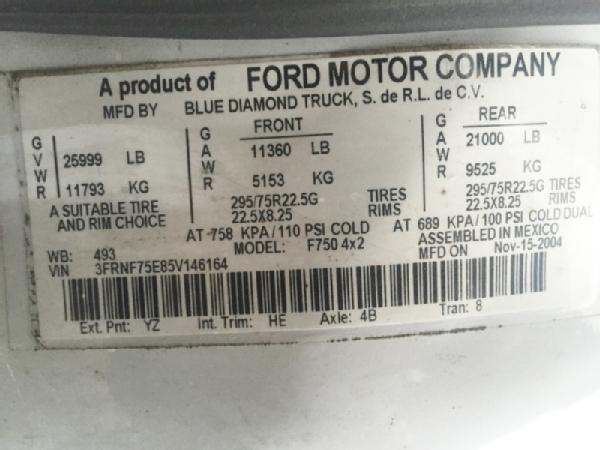 A product of FORD MOTOR COMPANY
MFD BY BLUE DIAMOND TRUCK, S. de R.L. de C.V.
GVWR
25999 LB
11793 KG
A SUITABLE TIRE
AND RIM CHOICE
GAWR
FRONT
11360 LB
5153 KG
295/75R22.5G TIRES
22.5X8.25 RIMS
AT 758 KPA/110 PSI COLD
GAWR
REAR
21000 LB
9525 KG
295/75R22.5G TIRES
22.5X8.25 RIMS
AT 689 KPA/100 PSI COLD DUAL
MODEL: F750 4x2
ASSEMBLED IN MEXICO
MFD ON Nov-15-2004
WB: 493
VIN 3FRNF75E85V146164
Ext. Pnt: YZ Int. Trim: HE Axle: 4B Tran: 8